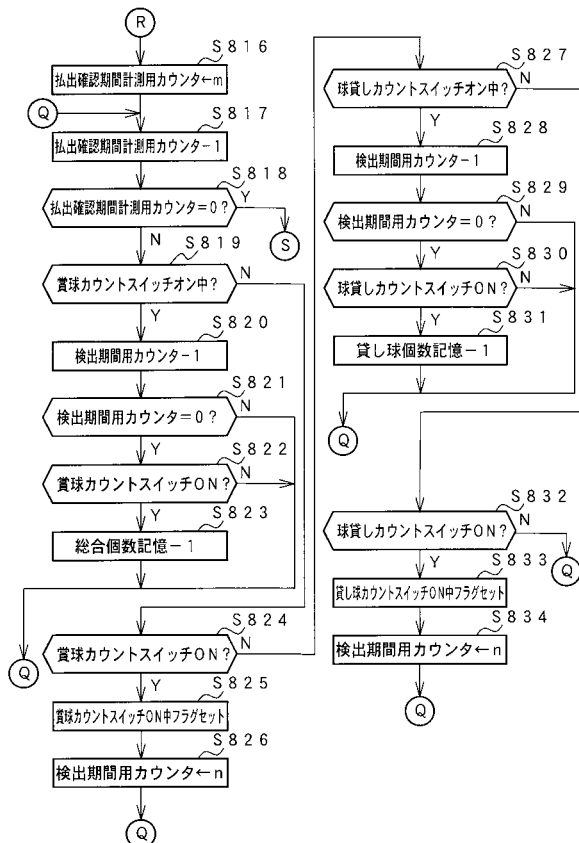 R
S816
払出確認期間計測用カウンタ←m
Q
S817
払出確認期間計測用カウンタ-1
S818
払出確認期間計測用カウンタ=0?
Y
N
S
S819
賞球カウントスイッチオン中?
N
Y
S820
検出期間用カウンタ-1
S821
検出期間用カウンタ=0?
N
Y
S822
賞球カウントスイッチON?
N
Y
S823
総合個数記憶-1
Q
S824
賞球カウントスイッチON?
N
Y
S825
賞球カウントスイッチON中フラグセット
S826
検出期間用カウンタ←n
Q
S827
球貸しカウントスイッチオン中?
N
Y
S828
検出期間用カウンタ-1
S829
検出期間用カウンタ=0?
Y
S830
球貸しカウントスイッチON?
N
Y
S831
貸し球個数記憶-1
Q
S832
球貸しカウントスイッチON?
N
Q
Y
S833
貸し球カウントスイッチON中フラグセット
S834
検出期間用カウンタ←n
Q